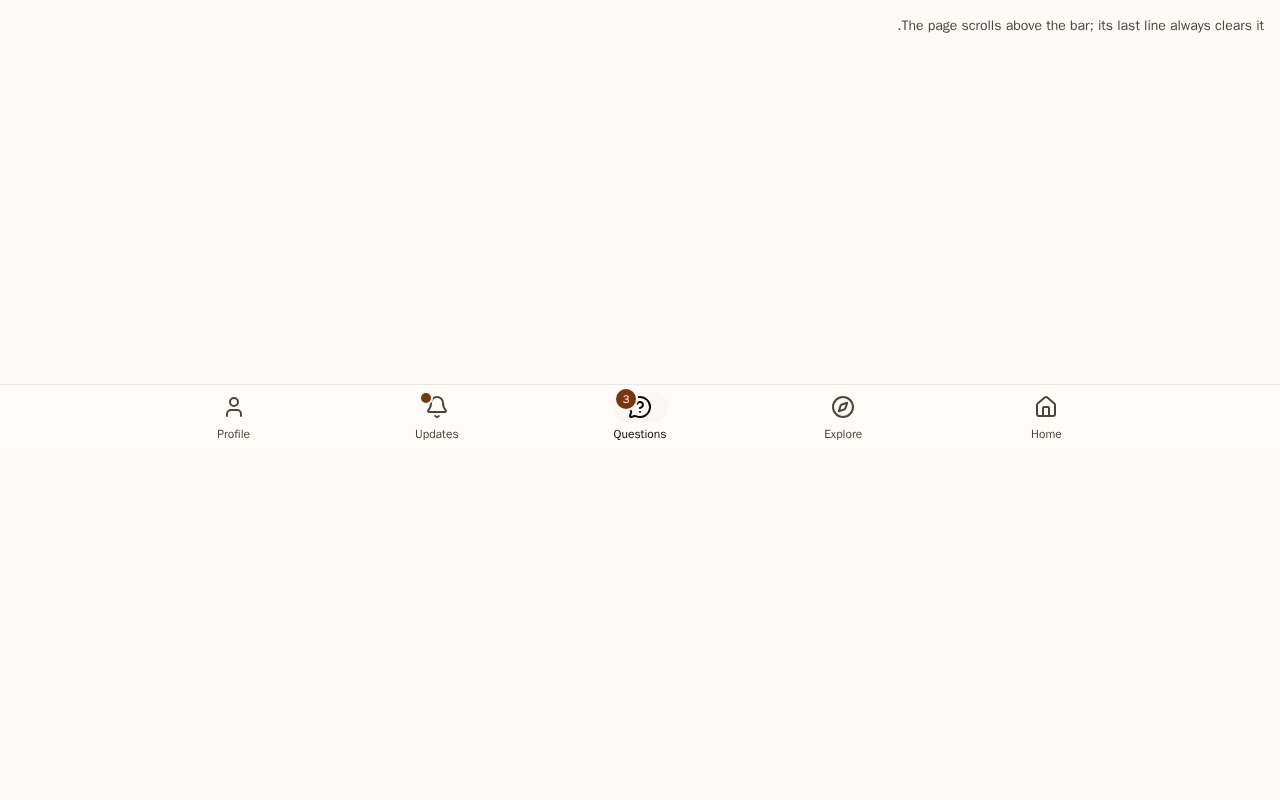 .The page scrolls above the bar; its last line always clears it
3
Profile
Updates
Questions
Explore
Home